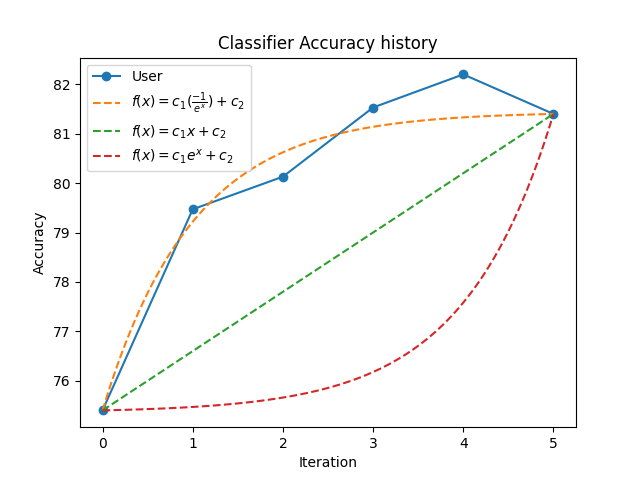 Classifier Accuracy history
User
f(x) = c₁(-1/eˣ) + c₂
f(x) = c₁x + c₂
f(x) = c₁eˣ + c₂
82
81
80
79
78
77
76
Accuracy
0 1 2 3 4 5
Iteration